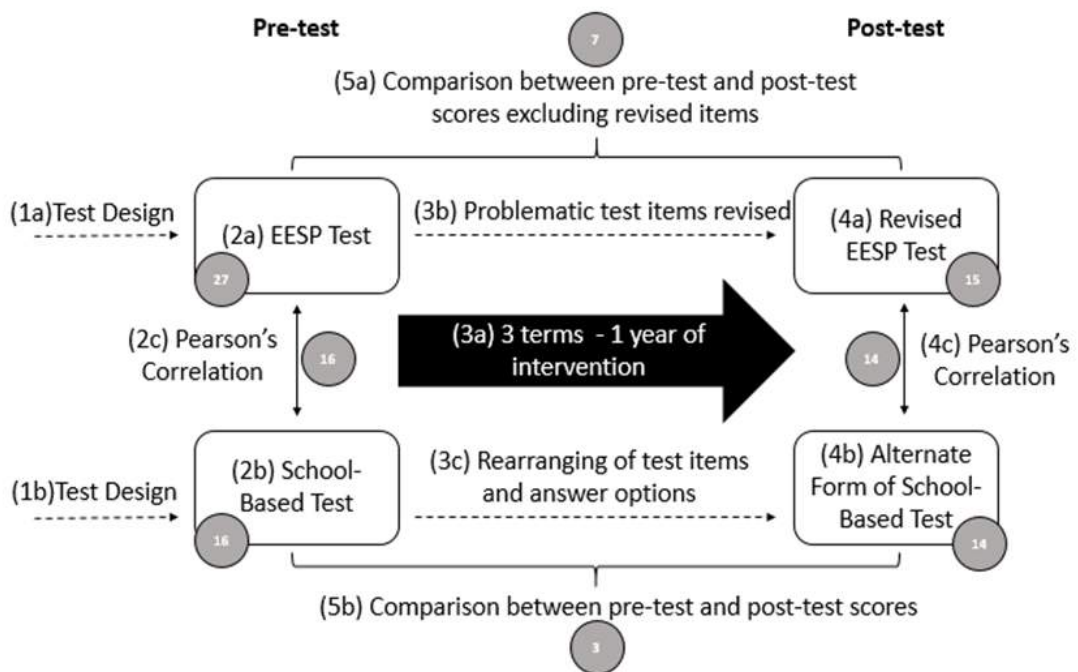 Pre-test
7
Post-test
(5a) Comparison between pre-test and post-test
scores excluding revised items
(1a)Test Design
(2a) EESP Test
27
(3b) Problematic test items revised
(4a) Revised
EESP Test
15
(2c) Pearson's
Correlation
16
(3a) 3 terms - 1 year of
intervention
14
(4c) Pearson's
Correlation
(1b)Test Design
(2b) School-
Based Test
16
(3c) Rearranging of test items
and answer options
(4b) Alternate
Form of School-
Based Test
14
(5b) Comparison between pre-test and post-test scores
3